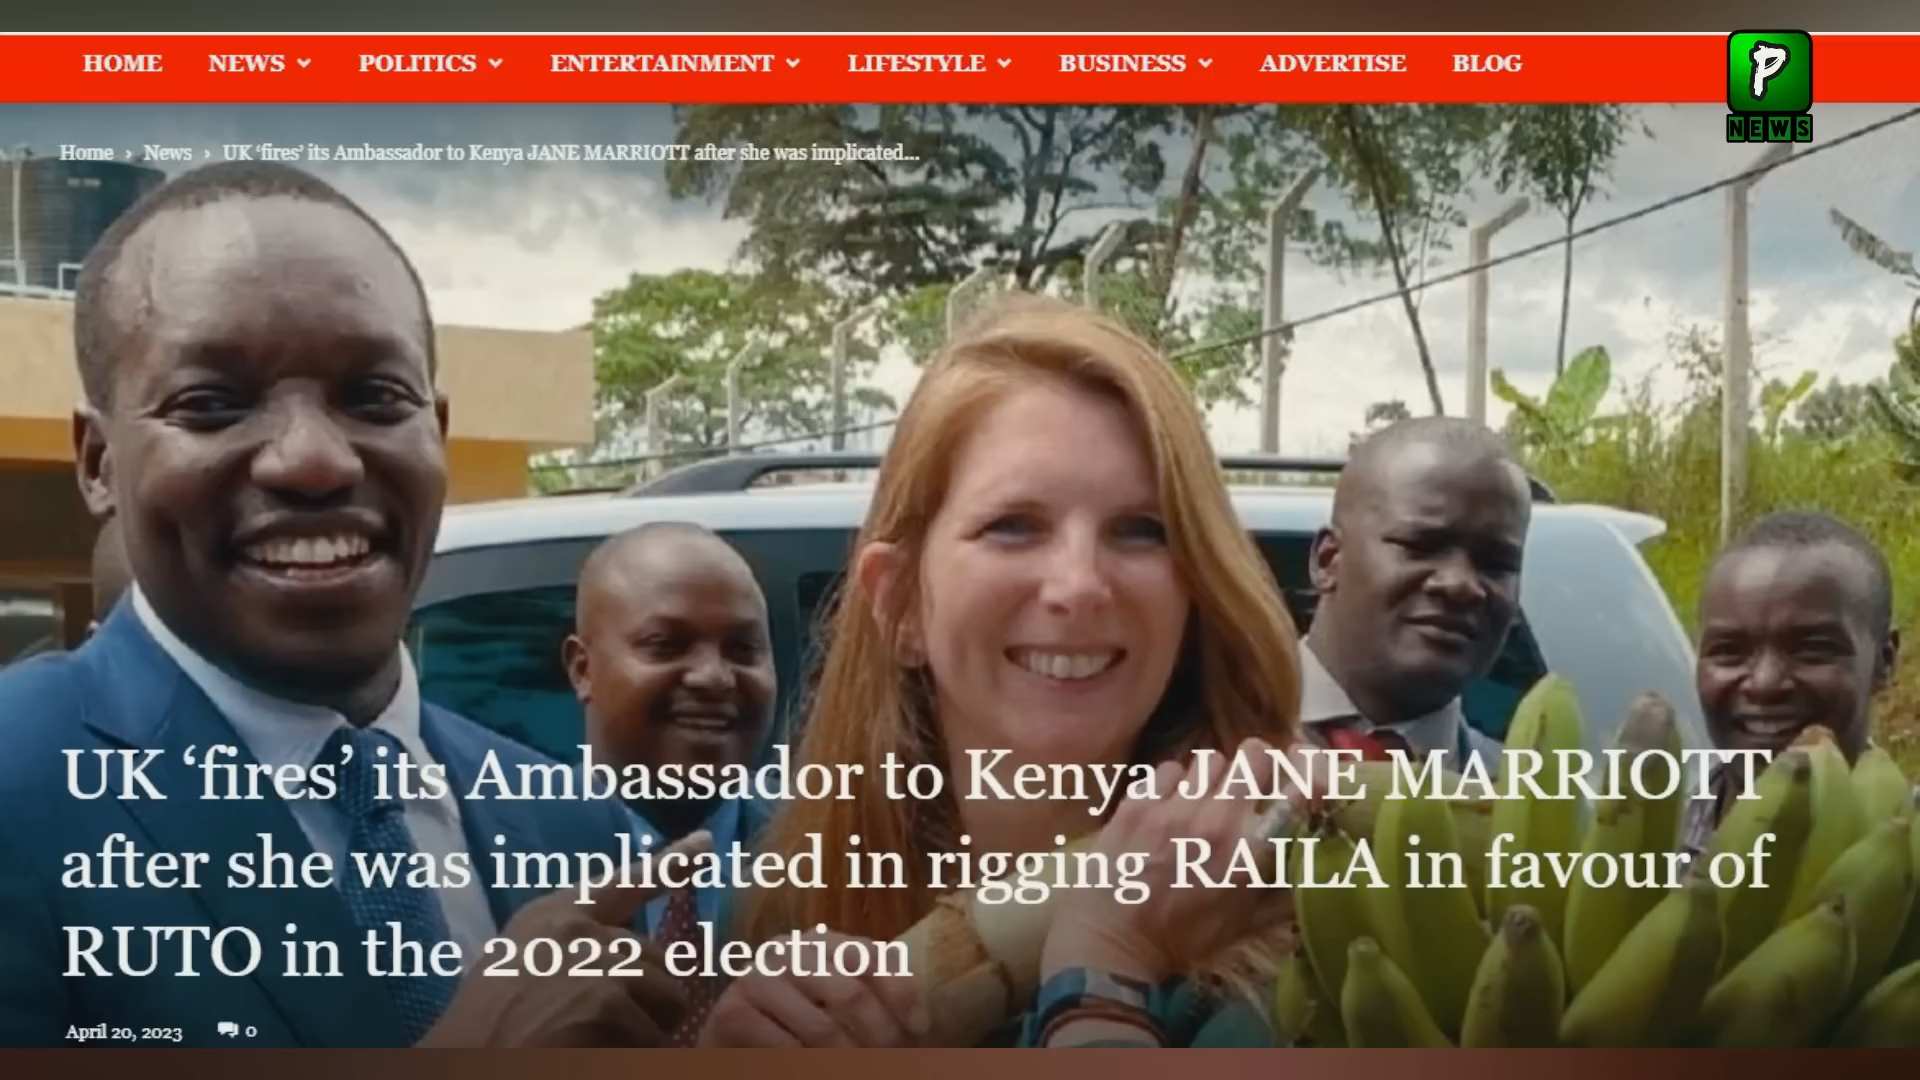 HOME NEWS POLITICS ENTERTAINMENT LIFESTYLE BUSINESS ADVERTISE BLOG
P
NEWS
Home › News › UK ‘fires’ its Ambassador to Kenya JANE MARRIOTT after she was implicated...
UK ‘fires’ its Ambassador to Kenya JANE MARRIOTT
after she was implicated in rigging RAILA in favour of
RUTO in the 2022 election
April 20, 2023 0